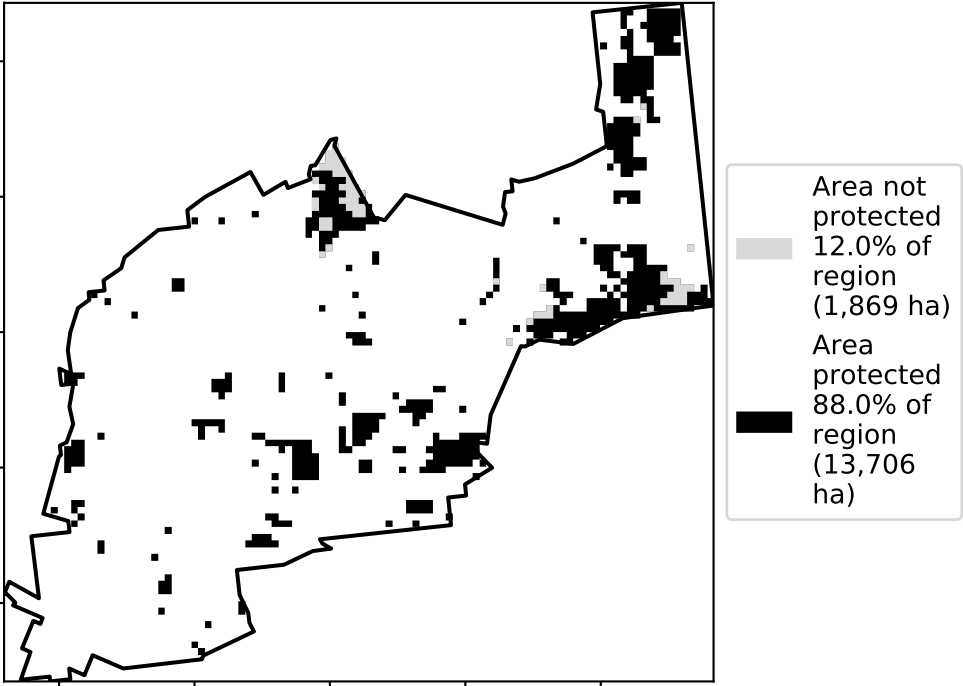 Area not
protected
12.0% of
region
(1,869 ha)
Area
protected
88.0% of
region
(13,706
ha)